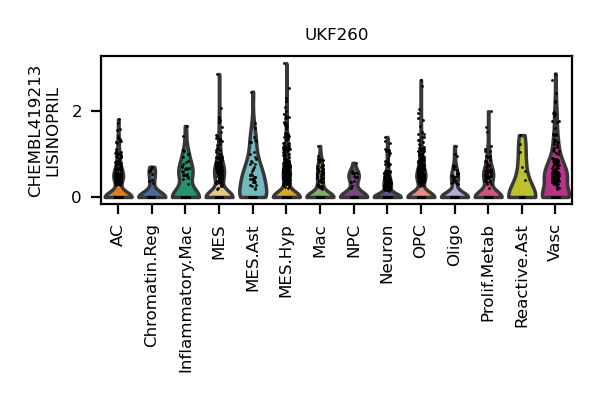 UKF260
CHEMBL419213
LISINOPRIL
2
0
AC
Chromatin.Reg
Inflammatory.Mac
MES
MES.Ast
MES.Hyp
Mac
NPC
Neuron
OPC
Oligo
Prolif.Metab
Reactive.Ast
Vasc